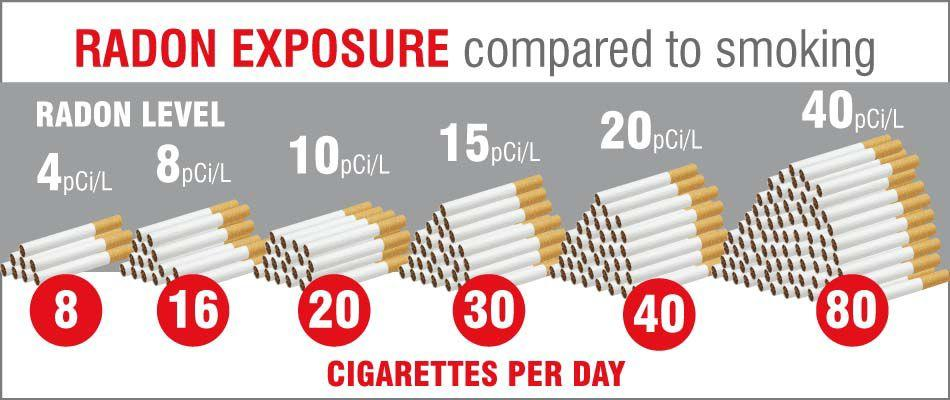 RADON EXPOSURE compared to smoking
RADON LEVEL
4pCi/L 8pCi/L 10pCi/L 15pCi/L 20pCi/L 40pCi/L
8 16 20 30 40 80
CIGARETTES PER DAY